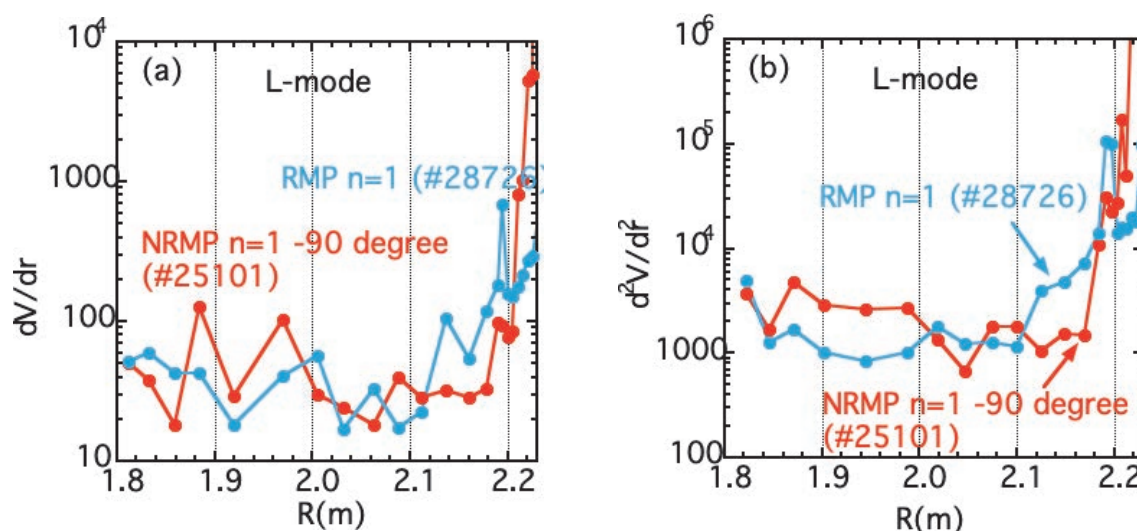 (a)
L-mode
RMP n=1 (#28726)
NRMP n=1 -90 degree
(#25101)
dV/dr
10⁴
1000
100
10
1.8 1.9 2.0 2.1 2.2
R(m)
(b)
L-mode
RMP n=1 (#28726)
NRMP n=1 -90 degree
(#25101)
d²V/dr²
10⁶
10⁵
10⁴
1000
100
1.8 1.9 2.0 2.1 2.2
R(m)